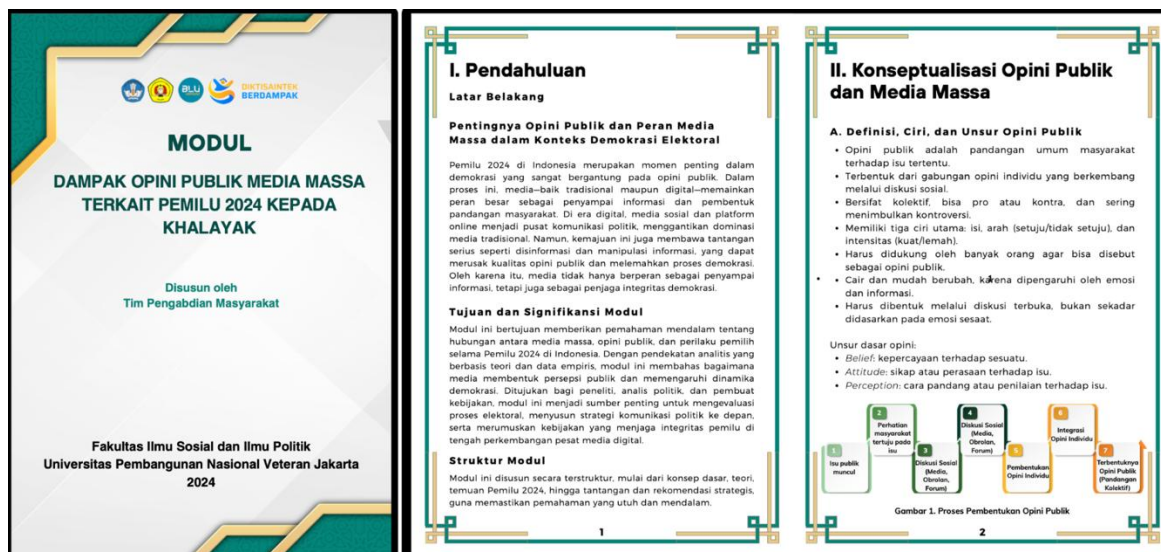 BLU
DIKTISAINTEK
BERDAMPAK
MODUL
DAMPAK OPINI PUBLIK MEDIA MASSA
TERKAIT PEMILU 2024 KEPADA
KHALAYAK
Disusun oleh
Tim Pengabdian Masyarakat
Fakultas Ilmu Sosial dan Ilmu Politik
Universitas Pembangunan Nasional Veteran Jakarta
2024
I. Pendahuluan
Latar Belakang
Pentingnya Opini Publik dan Peran Media
Massa dalam Konteks Demokrasi Elektoral
Pemilu 2024 di Indonesia merupakan momen penting dalam
demokrasi yang sangat bergantung pada opini publik. Dalam
proses ini, media—baik tradisional maupun digital—memainkan
peran besar sebagai penyampai informasi dan pembentuk
pandangan masyarakat. Di era digital, media sosial dan platform
online menjadi pusat komunikasi politik, menggantikan dominasi
media tradisional. Namun, kemajuan ini juga membawa tantangan
serius seperti disinformasi dan manipulasi informasi, yang dapat
merusak kualitas opini publik dan melemahkan proses demokrasi.
Oleh karena itu, media tidak hanya berperan sebagai penyampai
informasi, tetapi juga sebagai penjaga integritas demokrasi.
Tujuan dan Signifikansi Modul
Modul ini bertujuan memberikan pemahaman mendalam tentang
hubungan antara media massa, opini publik, dan perilaku pemilih
selama Pemilu 2024 di Indonesia. Dengan pendekatan analitis yang
berbasis teori dan data empiris, modul ini membahas bagaimana
media membentuk persepsi publik dan memengaruhi dinamika
demokrasi. Ditujukan bagi peneliti, analis politik, dan pembuat
kebijakan, modul ini menjadi sumber penting untuk mengevaluasi
proses elektoral, menyusun strategi komunikasi politik ke depan,
serta merumuskan kebijakan yang menjaga integritas pemilu di
tengah perkembangan pesat media digital.
Struktur Modul
Modul ini disusun secara terstruktur, mulai dari konsep dasar, teori,
temuan Pemilu 2024, hingga tantangan dan rekomendasi strategis,
guna memastikan pemahaman yang utuh dan mendalam.
1
II. Konseptualisasi Opini Publik
dan Media Massa
A. Definisi, Ciri, dan Unsur Opini Publik
• Opini publik adalah pandangan umum masyarakat
terhadap isu tertentu.
• Terbentuk dari gabungan opini individu yang berkembang
melalui diskusi sosial.
• Bersifat kolektif, bisa pro atau kontra, dan sering
menimbulkan kontroversi.
• Memiliki tiga ciri utama: isi, arah (setuju/tidak setuju), dan
intensitas (kuat/lemah).
• Harus didukung oleh banyak orang agar bisa disebut
sebagai opini publik.
• Cair dan mudah berubah, karena dipengaruhi oleh emosi
dan informasi.
• Harus dibentuk melalui diskusi terbuka, bukan sekadar
didasarkan pada emosi sesaat.
Unsur dasar opini:
• Belief: kepercayaan terhadap sesuatu.
• Attitude: sikap atau perasaan terhadap isu.
• Perception: cara pandang atau penilaian terhadap isu.
1
Isu publik
muncul
2
Perhatian
masyarakat
tertuju pada
isu
3
Diskusi Sosial
(Media,
Obrolan,
Forum)
4
Diskusi Sosial
(Media,
Obrolan,
Forum)
5
Pembentukan
Opini Individu
6
Integrasi
Opini Individu
7
Terbentuknya
Opini Publik
(Pandangan
Kolektif)
Gambar 1. Proses Pembentukan Opini Publik
2